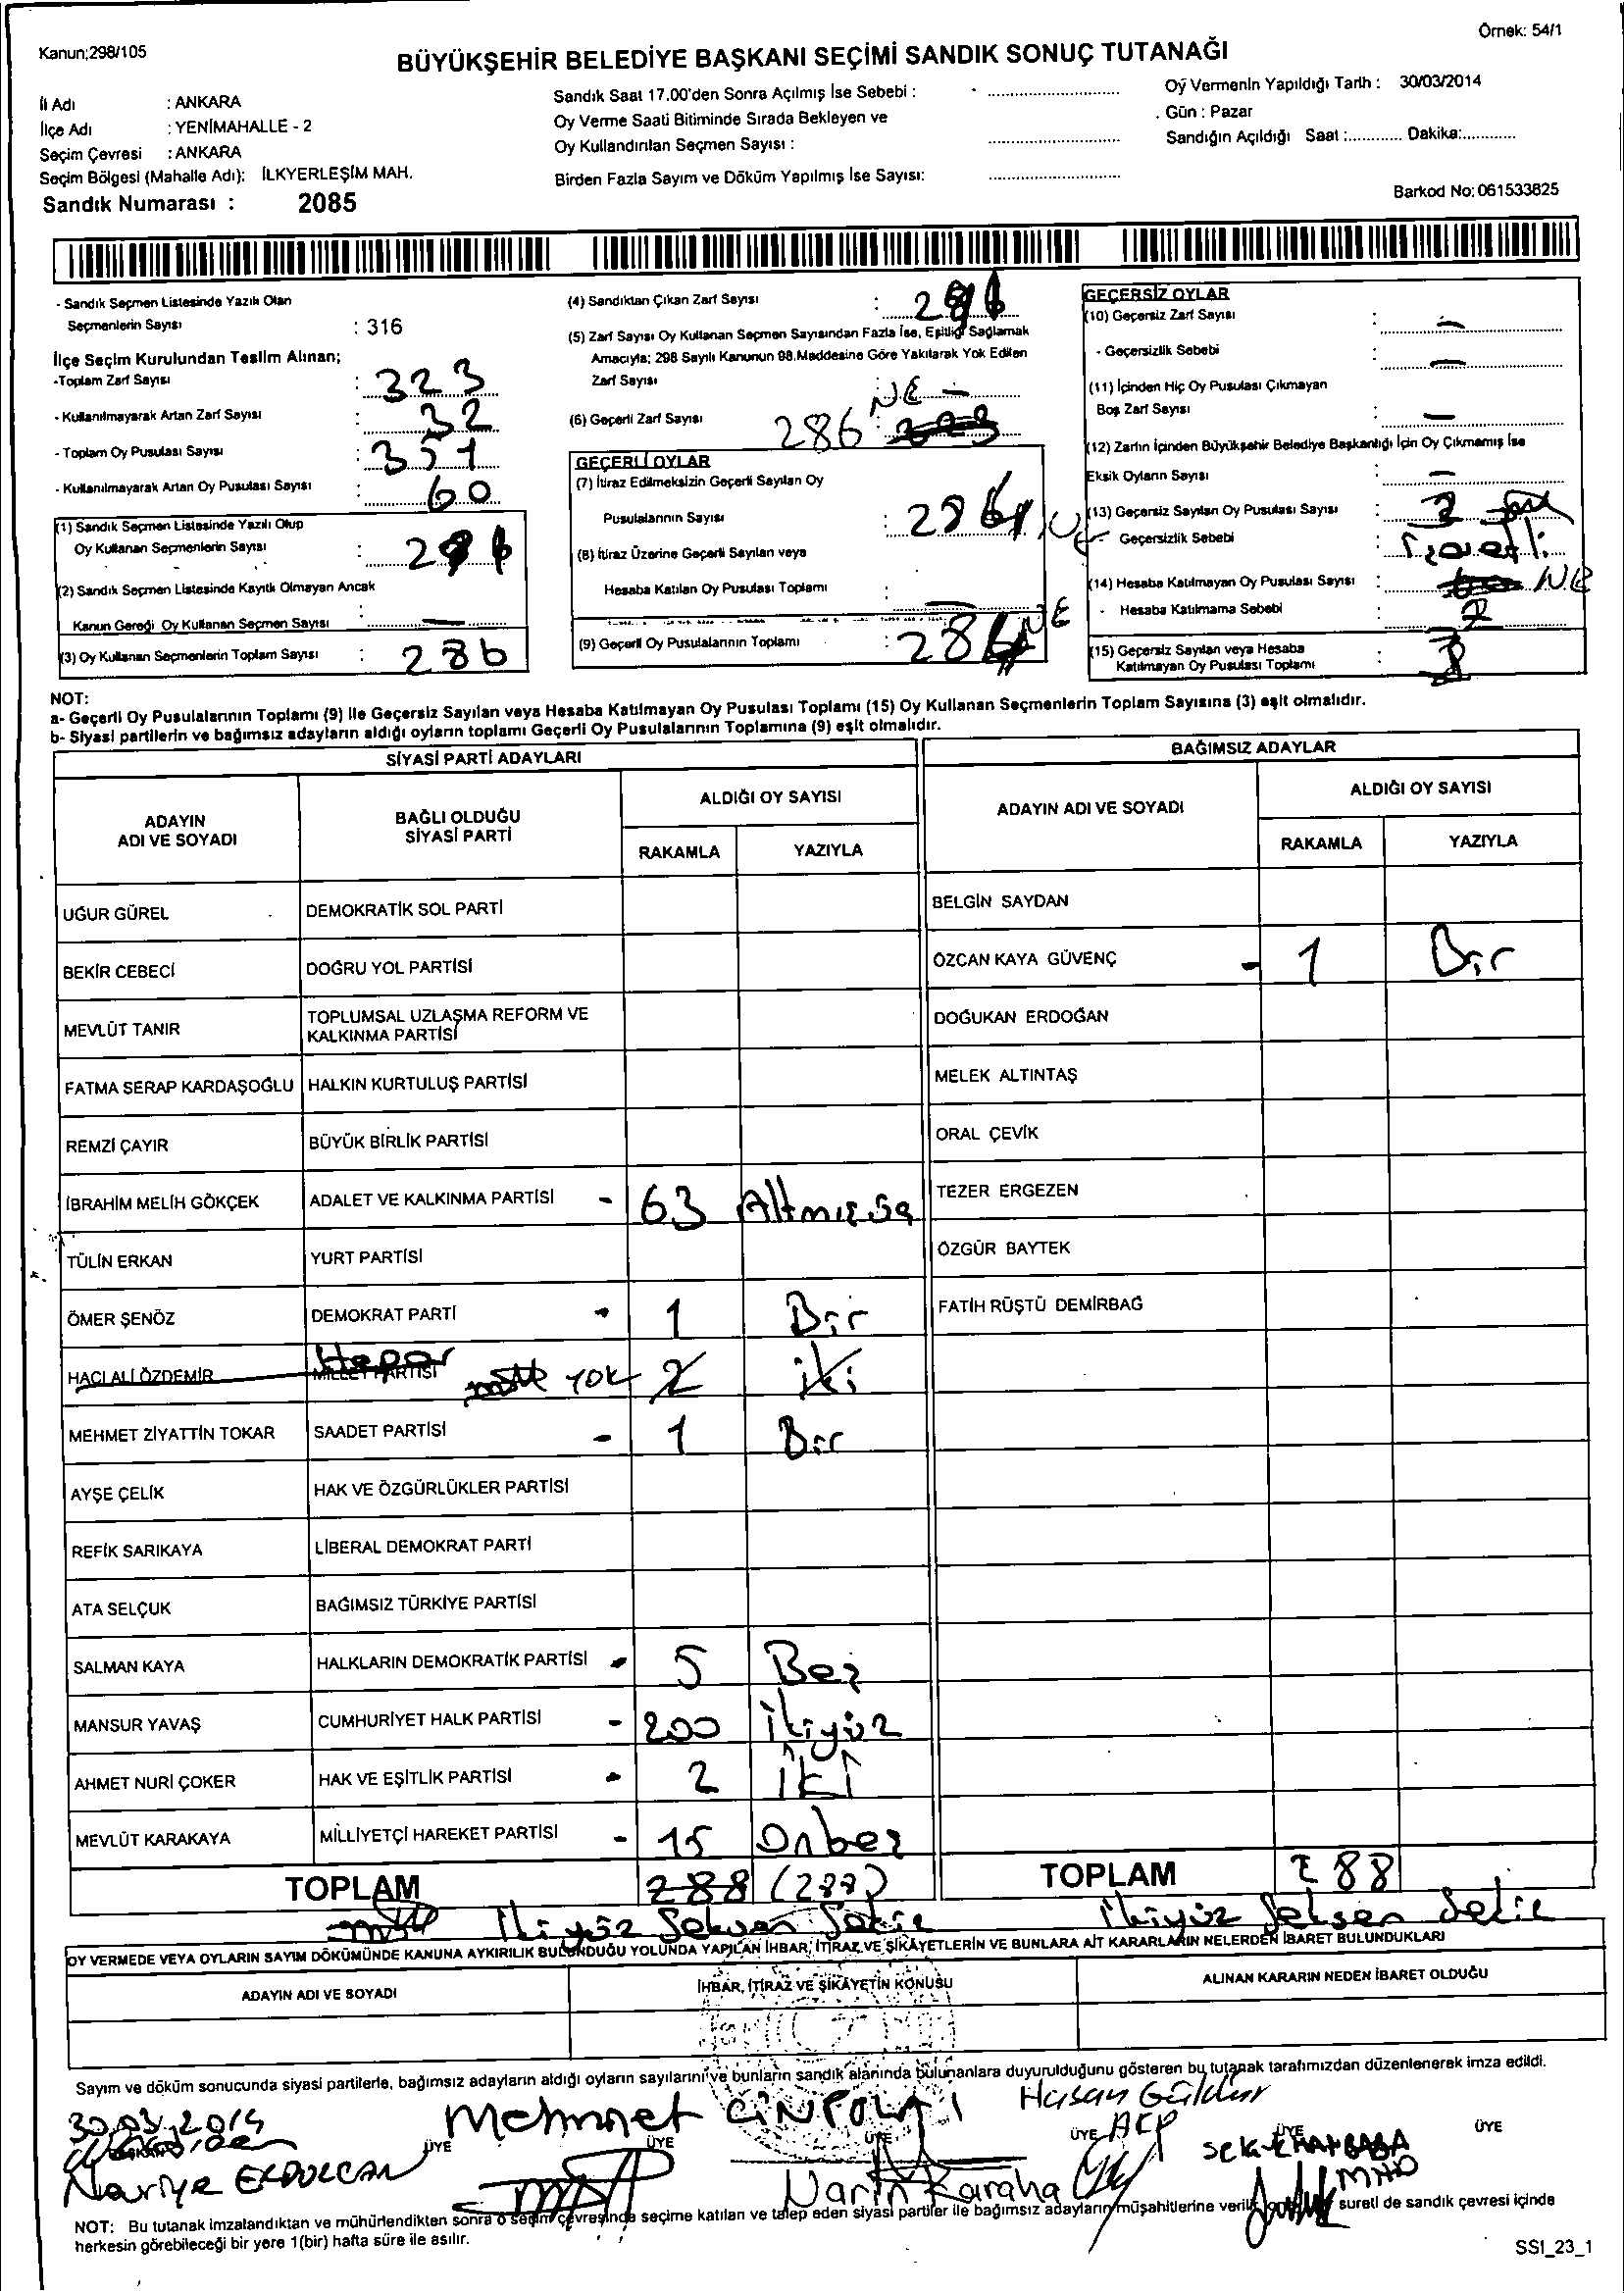 Kanun;298/105
Örnek: 54/1
BÜYÜKŞEHİR BELEDİYE BAŞKANI SEÇİMİ SANDIK SONUÇ TUTANAĞI
İl Adı : ANKARA
İlçe Adı : YENİMAHALLE - 2
Seçim Çevresi : ANKARA
Seçim Bölgesi (Mahalle Adı): İLKYERLEŞİM MAH.
Sandık Numarası : 2085
Sandık Saat 17.00'den Sonra Açılmış İse Sebebi :
Oy Verme Saati Bitiminde Sırada Bekleyen ve
Oy Kullandırılan Seçmen Sayısı :
Birden Fazla Sayım ve Döküm Yapılmış İse Sayısı:
Oy Vermenin Yapıldığı Tarih : 30/03/2014
Gün : Pazar
Sandığın Açıldığı Saat :............ Dakika:............
Barkod No: 061533825
- Sandık Seçmen Listesinde Yazılı Olan
Seçmenlerin Sayısı : 316
İlçe Seçim Kurulundan Teslim Alınan;
-Toplam Zarf Sayısı : 323
- Kullanılmayarak Artan Zarf Sayısı : 32
- Toplam Oy Pusulası Sayısı : 351
- Kullanılmayarak Artan Oy Pusulası Sayısı : 60
(1) Sandık Seçmen Listesinde Yazılı Olup
Oy Kullanan Seçmenlerin Sayısı :
(2) Sandık Seçmen Listesinde Kayıtlı Olmayan Ancak
Kanun Gereği Oy Kullanan Seçmen Sayısı : —
(3) Oy Kullanan Seçmenlerin Toplam Sayısı : 286
(4) Sandıktan Çıkan Zarf Sayısı :
(5) Zarf Sayısı Oy Kullanan Seçmen Sayısından Fazla İse, Eşitliği Sağlamak
Amacıyla; 298 Sayılı Kanunun 98.Maddesine Göre Yakılarak Yok Edilen
Zarf Sayısı : NE —
(6) Geçerli Zarf Sayısı 286 : 323
GEÇERLİ OYLAR
(7) İtiraz Edilmeksizin Geçerli Sayılan Oy
Pusulalarının Sayısı : 286 NE
(8) İtiraz Üzerine Geçerli Sayılan veya
Hesaba Katılan Oy Pusulası Toplamı : —
(9) Geçerli Oy Pusulalarının Toplamı : 286 NE
GEÇERSİZ OYLAR
(10) Geçersiz Zarf Sayısı : —
- Geçersizlik Sebebi : —
(11) İçinden Hiç Oy Pusulası Çıkmayan
Boş Zarf Sayısı : —
(12) Zarfın İçinden Büyükşehir Belediye Başkanlığı İçin Oy Çıkmamış İse
Eksik Oyların Sayısı : —
(13) Geçersiz Sayılan Oy Pusulası Sayısı :
- Geçersizlik Sebebi : işaretli
(14) Hesaba Katılmayan Oy Pusulası Sayısı : NE
- Hesaba Katılmama Sebebi : 2
(15) Geçersiz Sayılan veya Hesaba
Katılmayan Oy Pusulası Toplamı :
NOT:
a- Geçerli Oy Pusulalarının Toplamı (9) ile Geçersiz Sayılan veya Hesaba Katılmayan Oy Pusulası Toplamı (15) Oy Kullanan Seçmenlerin Toplam Sayısına (3) eşit olmalıdır.
b- Siyasi partilerin ve bağımsız adayların aldığı oyların toplamı Geçerli Oy Pusulalarının Toplamına (9) eşit olmalıdır.
SİYASİ PARTİ ADAYLARI
ADAYIN ADI VE SOYADI
BAĞLI OLDUĞU SİYASİ PARTİ
ALDIĞI OY SAYISI
RAKAMLA YAZIYLA
UĞUR GÜREL DEMOKRATİK SOL PARTİ
BEKİR CEBECİ DOĞRU YOL PARTİSİ
MEVLÜT TANIR TOPLUMSAL UZLAŞMA REFORM VE KALKINMA PARTİSİ
FATMA SERAP KARDAŞOĞLU HALKIN KURTULUŞ PARTİSİ
REMZİ ÇAYIR BÜYÜK BİRLİK PARTİSİ
İBRAHİM MELİH GÖKÇEK ADALET VE KALKINMA PARTİSİ - 63
TÜLİN ERKAN YURT PARTİSİ
ÖMER ŞENÖZ DEMOKRAT PARTİ - 1 Bir
HACI ALİ ÖZDEMİR MİLLET PARTİSİ Hepar YOK 2 iki
MEHMET ZİYATTİN TOKAR SAADET PARTİSİ - 1 Bir
AYŞE ÇELİK HAK VE ÖZGÜRLÜKLER PARTİSİ
REFİK SARIKAYA LİBERAL DEMOKRAT PARTİ
ATA SELÇUK BAĞIMSIZ TÜRKİYE PARTİSİ
SALMAN KAYA HALKLARIN DEMOKRATİK PARTİSİ - 5 Beş
MANSUR YAVAŞ CUMHURİYET HALK PARTİSİ - 200 ikiyüz
AHMET NURİ ÇOKER HAK VE EŞİTLİK PARTİSİ - 2 İKİ
MEVLÜT KARAKAYA MİLLİYETÇİ HAREKET PARTİSİ - 15 Onbeş
TOPLAM 288 (287)
ikiyüz Seksen Sekiz
BAĞIMSIZ ADAYLAR
ADAYIN ADI VE SOYADI
ALDIĞI OY SAYISI
RAKAMLA YAZIYLA
BELGİN SAYDAN
ÖZCAN KAYA GÜVENÇ - 1 Bir
DOĞUKAN ERDOĞAN
MELEK ALTINTAŞ
ORAL ÇEVİK
TEZER ERGEZEN
ÖZGÜR BAYTEK
FATİH RÜŞTÜ DEMİRBAĞ
TOPLAM 288
ikiyüz Seksen Sekiz
OY VERMEDE VEYA OYLARIN SAYIM DÖKÜMÜNDE KANUNA AYKIRILIK BULUNDUĞU YOLUNDA YAPILAN İHBAR, İTİRAZ VE ŞİKÂYETLERİN VE BUNLARA AİT KARARLARIN NELERDEN İBARET BULUNDUKLARI
ADAYIN ADI VE SOYADI
İHBAR, İTİRAZ VE ŞİKÂYETİN KONUSU
ALINAN KARARIN NEDEN İBARET OLDUĞU
Sayım ve döküm sonucunda siyasi partilerle, bağımsız adayların aldığı oyların sayılarını ve bunların sandık alanında bulunanlara duyurulduğunu gösteren bu tutanak tarafımızdan düzenlenerek imza edildi.
30.03.2014 Mehmet CİNPOLAT Hasan Güldür
ÜYE ÜYE ÜYE ÜYE AKP ÜYE ÜYE
MHP
Narin Karaha
NOT: Bu tutanak imzalandıktan ve mühürlendikten sonra o seçim çevresinde seçime katılan ve talep eden siyasi partiler ile bağımsız adayların müşahitlerine verilir, sureti de sandık çevresi içinde
herkesin görebileceği bir yere 1(bir) hafta süre ile asılır.
SSI_23_1